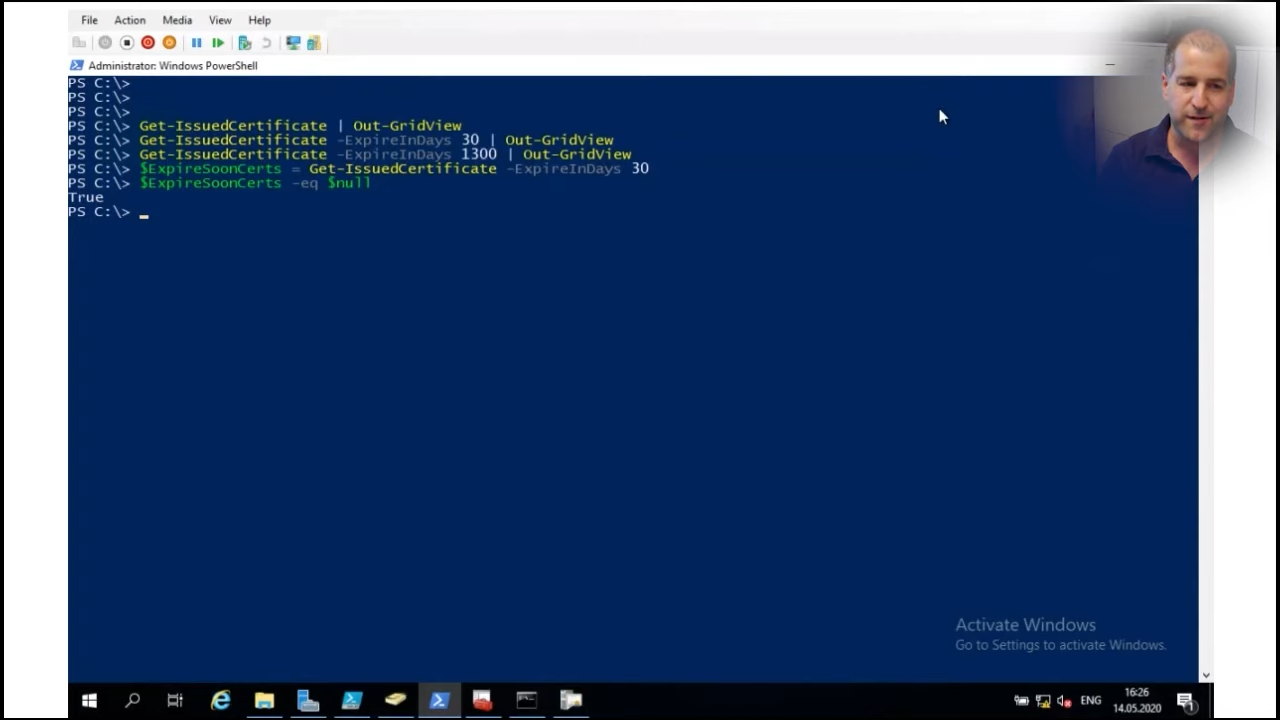 File Action Media View Help
Administrator: Windows PowerShell
PS C:\>
PS C:\>
PS C:\>
PS C:\> Get-IssuedCertificate | Out-GridView
PS C:\> Get-IssuedCertificate -ExpireInDays 30 | Out-GridView
PS C:\> Get-IssuedCertificate -ExpireInDays 1300 | Out-GridView
PS C:\> $ExpireSoonCerts = Get-IssuedCertificate -ExpireInDays 30
PS C:\> $ExpireSoonCerts -eq $null
True
PS C:\> _
Activate Windows
Go to Settings to activate Windows.
ENG
16:26
14.05.2020
1